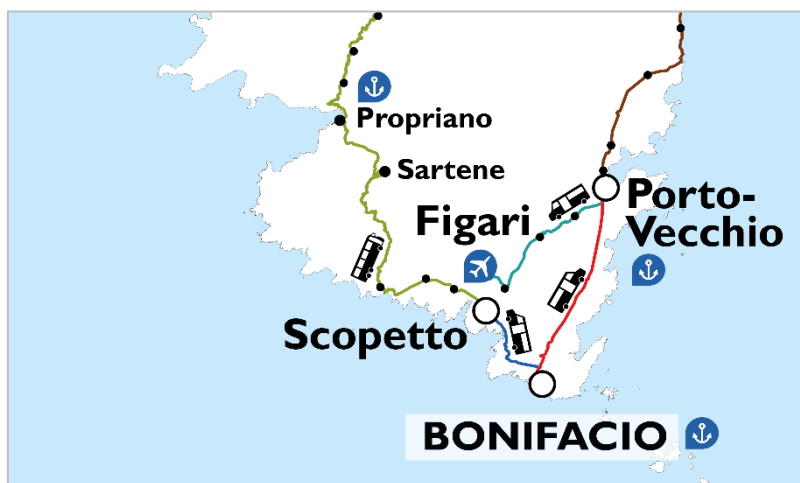 Propriano
Sartene
Figari
Porto-
Vecchio
Scopetto
BONIFACIO